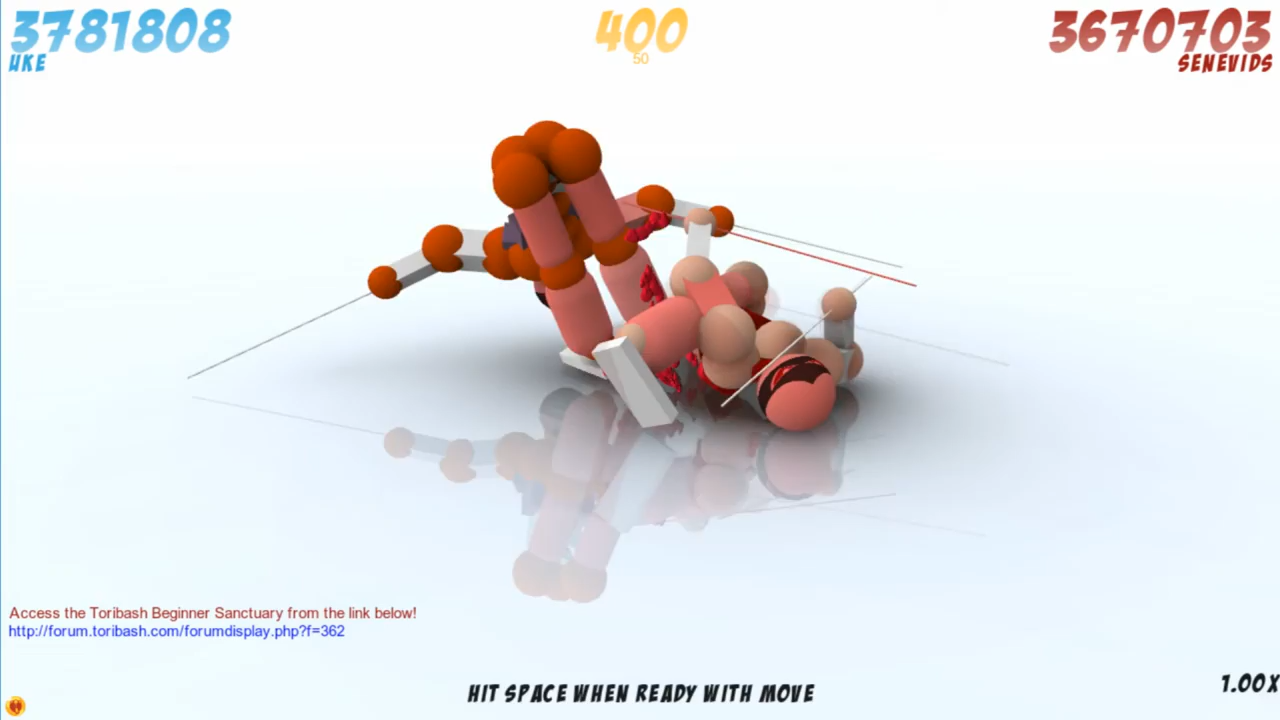 3781808
UKE
400
50
3670703
SENEVIDS
Access the Toribash Beginner Sanctuary from the link below!
http://forum.toribash.com/forumdisplay.php?f=362
HIT SPACE WHEN READY WITH MOVE
1.00X